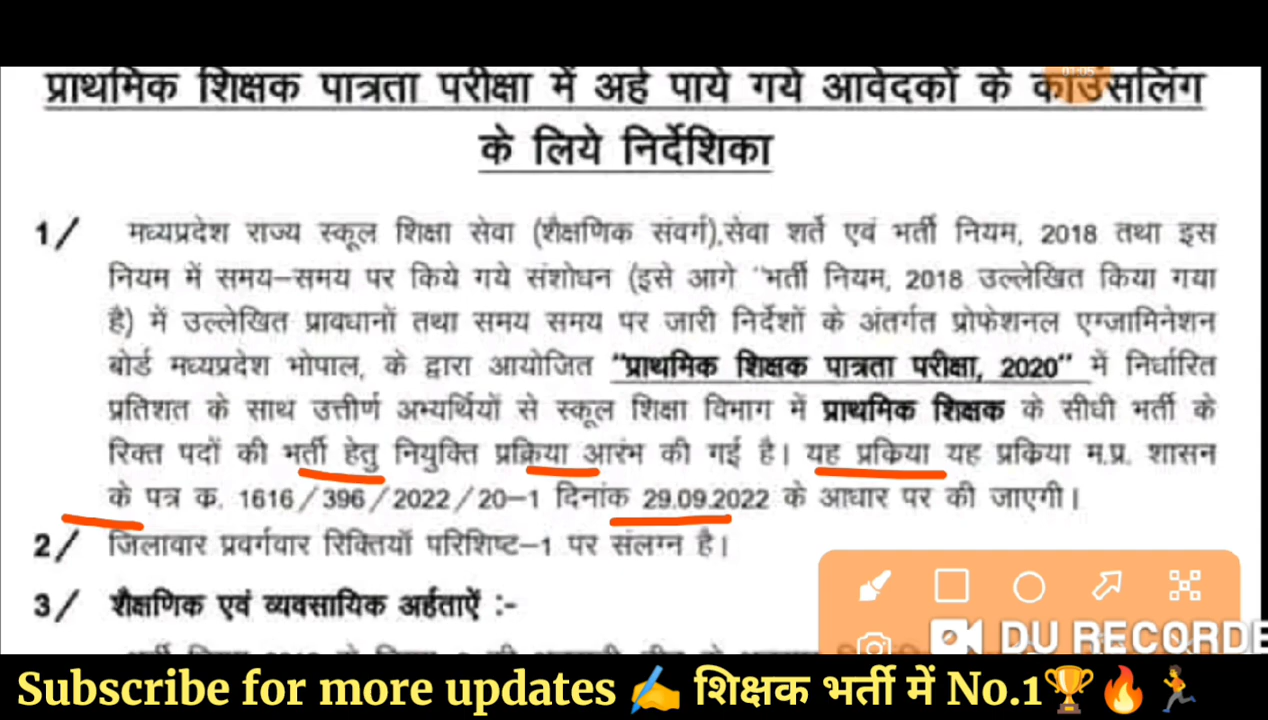 01:05
प्राथमिक शिक्षक पात्रता परीक्षा में अर्ह पाये गये आवेदकों के काउंसलिंग
के लिये निर्देशिका
1/ मध्यप्रदेश राज्य स्कूल शिक्षा सेवा (शैक्षणिक संवर्ग),सेवा शर्ते एवं भर्ती नियम, 2018 तथा इस
नियम में समय–समय पर किये गये संशोधन (इसे आगे "भर्ती नियम, 2018 उल्लेखित किया गया
है) में उल्लेखित प्रावधानों तथा समय समय पर जारी निर्देशों के अंतर्गत प्रोफेशनल एग्जामिनेशन
बोर्ड मध्यप्रदेश भोपाल, के द्वारा आयोजित "प्राथमिक शिक्षक पात्रता परीक्षा, 2020" में निर्धारित
प्रतिशत के साथ उत्तीर्ण अभ्यर्थियों से स्कूल शिक्षा विभाग में प्राथमिक शिक्षक के सीधी भर्ती के
रिक्त पदों की भर्ती हेतु नियुक्ति प्रक्रिया आरंभ की गई है। यह प्रकिया यह प्रकिया म.प्र. शासन
के पत्र क. 1616/396/2022/20–1 दिनांक 29.09.2022 के आधार पर की जाएगी।
2/ जिलावार प्रवर्गवार रिक्तियॉ परिशिष्ट–1 पर संलग्न है।
3/ शैक्षणिक एवं व्यवसायिक अर्हताऐं :-
DU RECORDE
Subscribe for more updates ✍️ शिक्षक भर्ती में No.1🏆🔥🏃